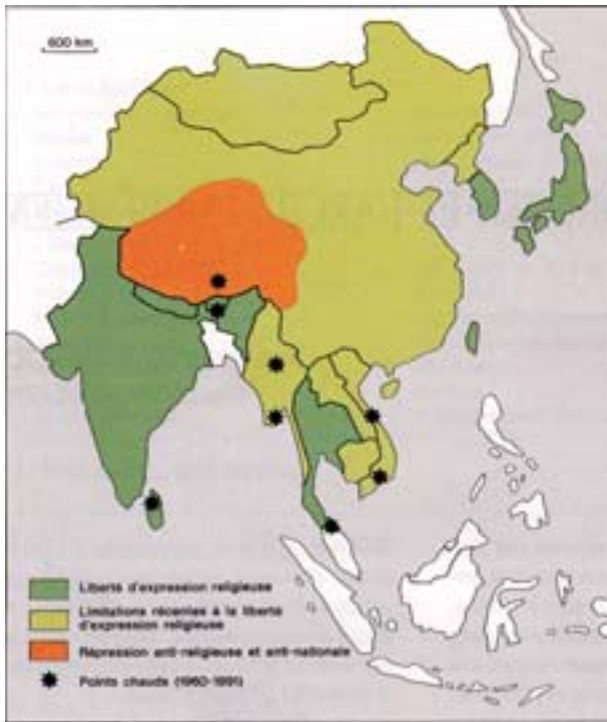 600 km
Liberté d'expression religieuse
Limitations récentes à la liberté
d'expression religieuse
Répression anti-religieuse et anti-nationale
Points chauds (1960-1991)